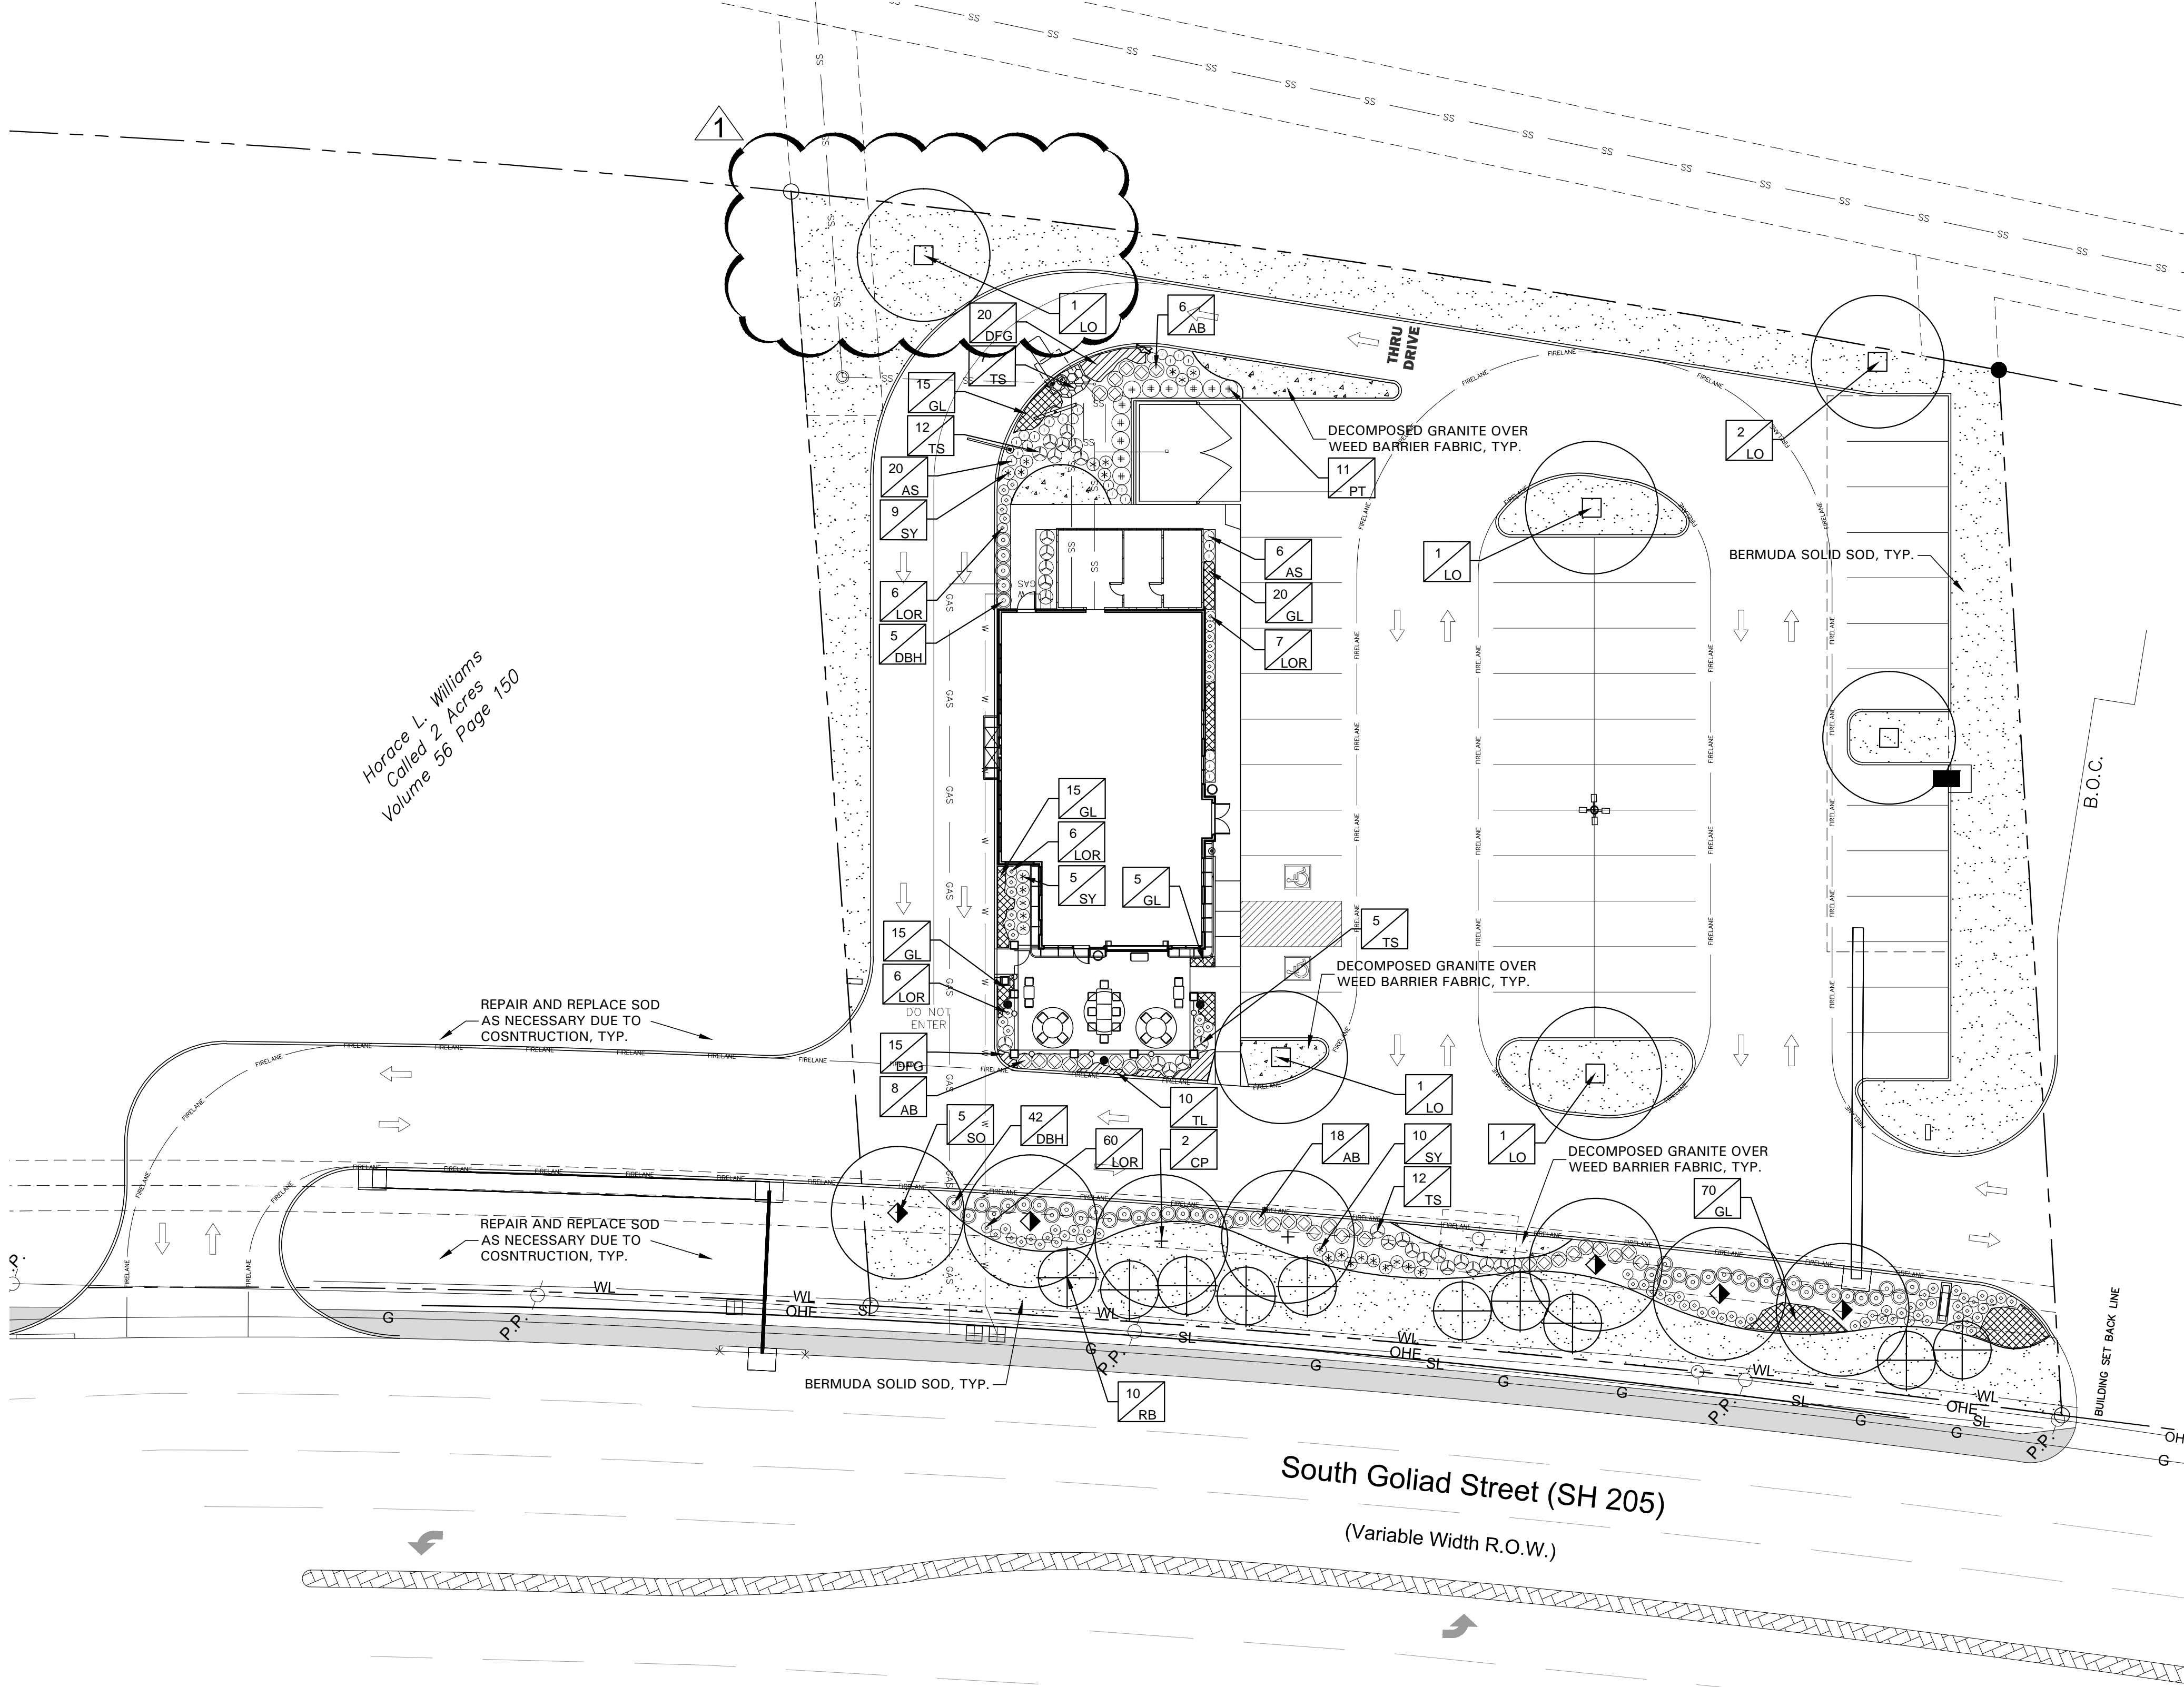 1
1
LO
20
DFG
6
AB
TS
15
GL
12
TS
20
AS
9
SY
6
LOR
5
DBH
THRU
DRIVE
DECOMPOSED GRANITE OVER
WEED BARRIER FABRIC, TYP.
11
PT
2
LO
1
LO
BERMUDA SOLID SOD, TYP.
6
AS
20
GL
7
LOR
Horace L. Williams
Called 2 Acres
Volume 56 Page 150
B.O.C.
15
GL
6
LOR
5
SY
5
GL
5
TS
15
GL
6
LOR
DO NOT
ENTER
DECOMPOSED GRANITE OVER
WEED BARRIER FABRIC, TYP.
REPAIR AND REPLACE SOD
AS NECESSARY DUE TO
COSNTRUCTION, TYP.
15
DFG
8
AB
10
TL
1
LO
5
SO
42
DBH
60
LOR
2
CP
18
AB
10
SY
12
TS
1
LO
DECOMPOSED GRANITE OVER
WEED BARRIER FABRIC, TYP.
70
GL
REPAIR AND REPLACE SOD
AS NECESSARY DUE TO
COSNTRUCTION, TYP.
BERMUDA SOLID SOD, TYP.
10
RB
BUILDING SET BACK LINE
SS
GAS
W
FIRELANE
WL
OHE
SL
G
P.P.
South Goliad Street (SH 205)
(Variable Width R.O.W.)